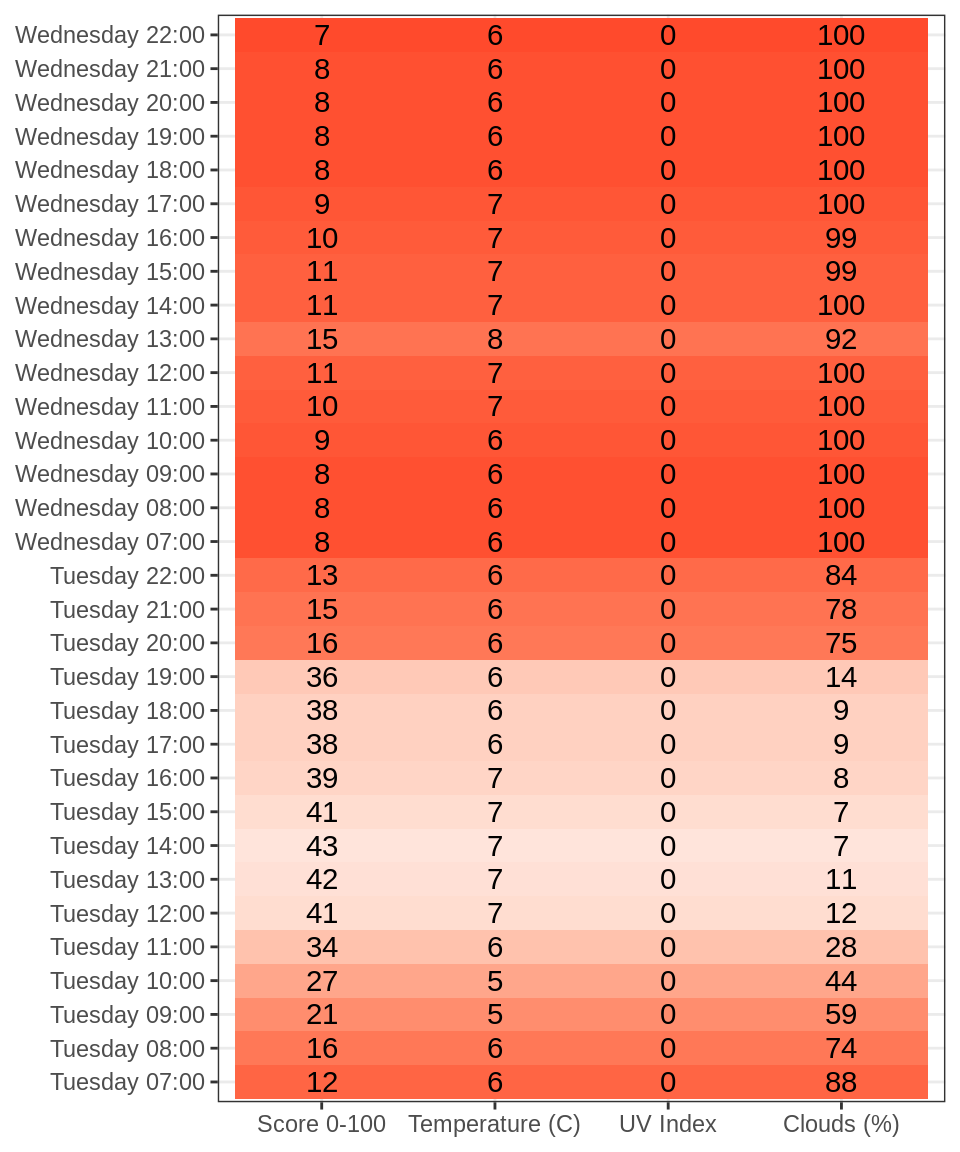 Wednesday 22:00 7 6 0 100
Wednesday 21:00 8 6 0 100
Wednesday 20:00 8 6 0 100
Wednesday 19:00 8 6 0 100
Wednesday 18:00 8 6 0 100
Wednesday 17:00 9 7 0 100
Wednesday 16:00 10 7 0 99
Wednesday 15:00 11 7 0 99
Wednesday 14:00 11 7 0 100
Wednesday 13:00 15 8 0 92
Wednesday 12:00 11 7 0 100
Wednesday 11:00 10 7 0 100
Wednesday 10:00 9 6 0 100
Wednesday 09:00 8 6 0 100
Wednesday 08:00 8 6 0 100
Wednesday 07:00 8 6 0 100
Tuesday 22:00 13 6 0 84
Tuesday 21:00 15 6 0 78
Tuesday 20:00 16 6 0 75
Tuesday 19:00 36 6 0 14
Tuesday 18:00 38 6 0 9
Tuesday 17:00 38 6 0 9
Tuesday 16:00 39 7 0 8
Tuesday 15:00 41 7 0 7
Tuesday 14:00 43 7 0 7
Tuesday 13:00 42 7 0 11
Tuesday 12:00 41 7 0 12
Tuesday 11:00 34 6 0 28
Tuesday 10:00 27 5 0 44
Tuesday 09:00 21 5 0 59
Tuesday 08:00 16 6 0 74
Tuesday 07:00 12 6 0 88
Score 0-100 Temperature (C) UV Index Clouds (%)